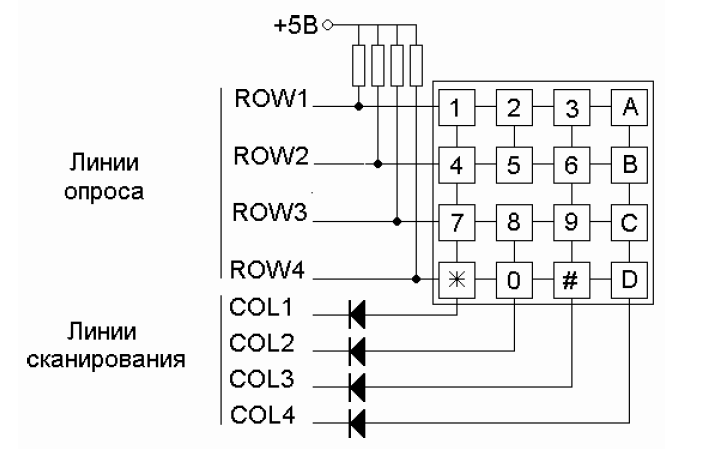 +5В
ROW1
1 2 3 A
Линии
опроса
ROW2
4 5 6 B
ROW3
7 8 9 C
ROW4
* 0 # D
Линии
сканирования
COL1
COL2
COL3
COL4